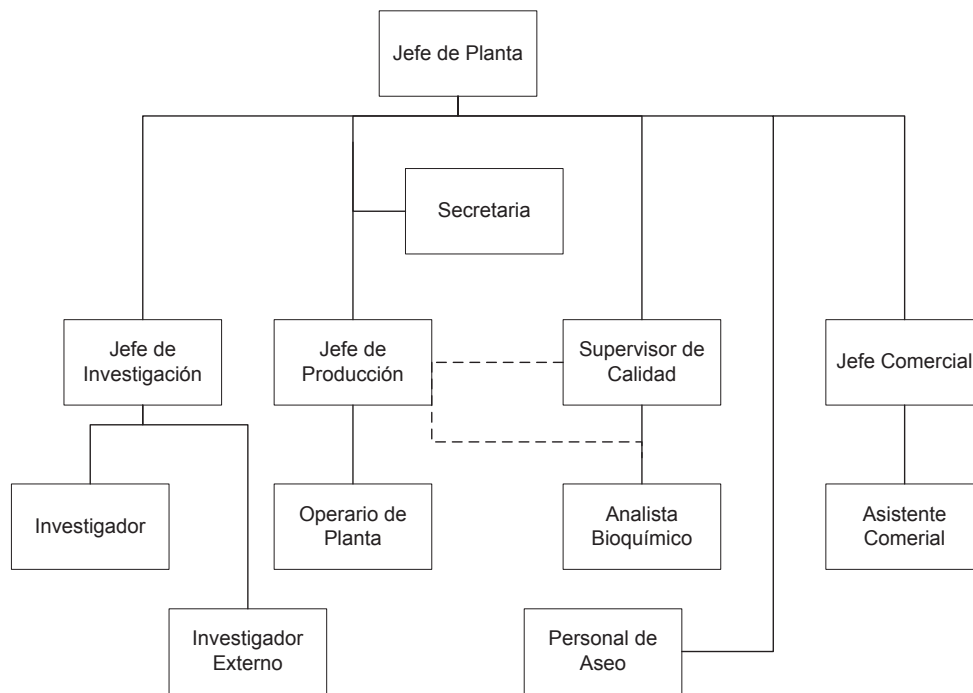 Jefe de Planta
Secretaria
Jefe de
Investigación
Jefe de
Producción
Supervisor de
Calidad
Jefe Comercial
Investigador
Operario de
Planta
Analista
Bioquímico
Asistente
Comerial
Investigador
Externo
Personal de
Aseo